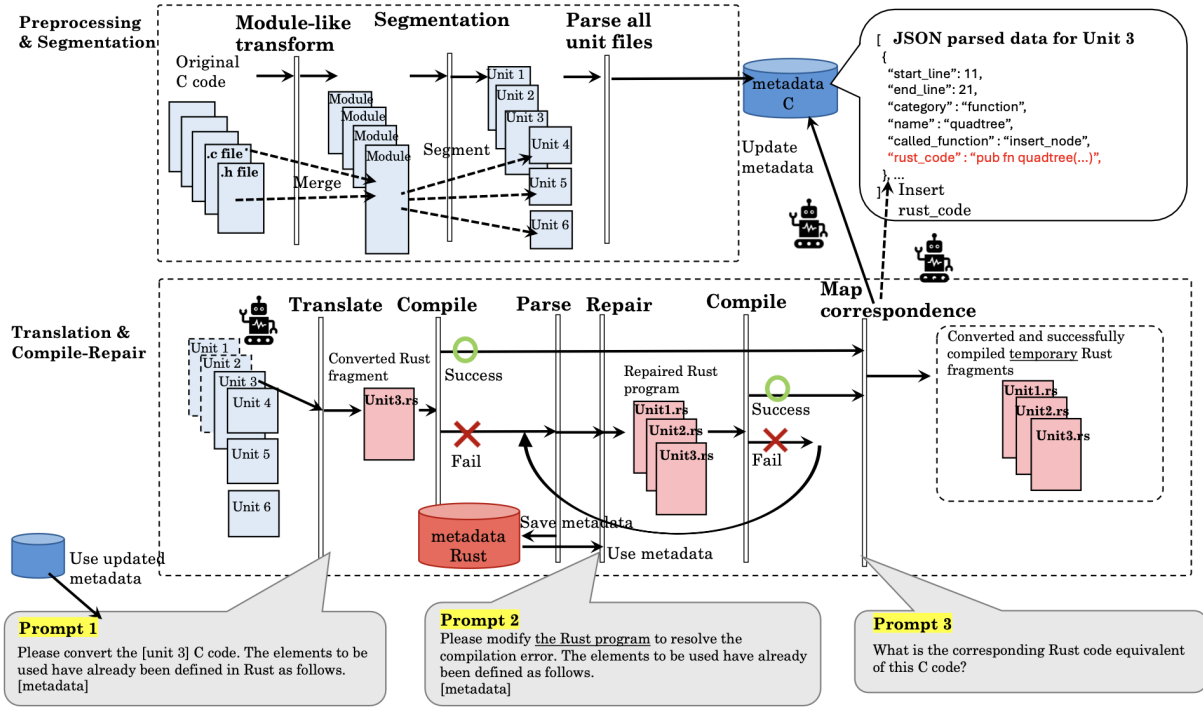 Preprocessing
& Segmentation
Module-like
transform
Segmentation
Parse all
unit files
Original
C code
.c file
.h file
Merge
Module
Module
Module
Module
Segment
Unit 1
Unit 2
Unit 3
Unit 4
Unit 5
Unit 6
metadata
C
Update
metadata
[ JSON parsed data for Unit 3
{
“start_line”: 11,
“end_line”: 21,
“category”: “function”,
“name”: “quadtree”,
“called_function”: “insert_node”,
“rust_code” : “pub fn quadtree(...)”,
}, ...
]
Insert
rust_code
Translation &
Compile-Repair
Translate
Compile
Parse
Repair
Compile
Map
correspondence
Unit 1
Unit 2
Unit 3
Unit 4
Unit 5
Unit 6
Converted Rust
fragment
Unit3.rs
Success
Fail
Repaired Rust
program
Unit1.rs
Unit2.rs
Unit3.rs
Success
Fail
Converted and successfully
compiled temporary Rust
fragments
Unit1.rs
Unit2.rs
Unit3.rs
metadata
Rust
Save metadata
Use metadata
Use updated
metadata
Prompt 1
Please convert the [unit 3] C code. The elements to be
used have already been defined in Rust as follows.
[metadata]
Prompt 2
Please modify the Rust program to resolve the
compilation error. The elements to be used have already
been defined as follows.
[metadata]
Prompt 3
What is the corresponding Rust code equivalent
of this C code?